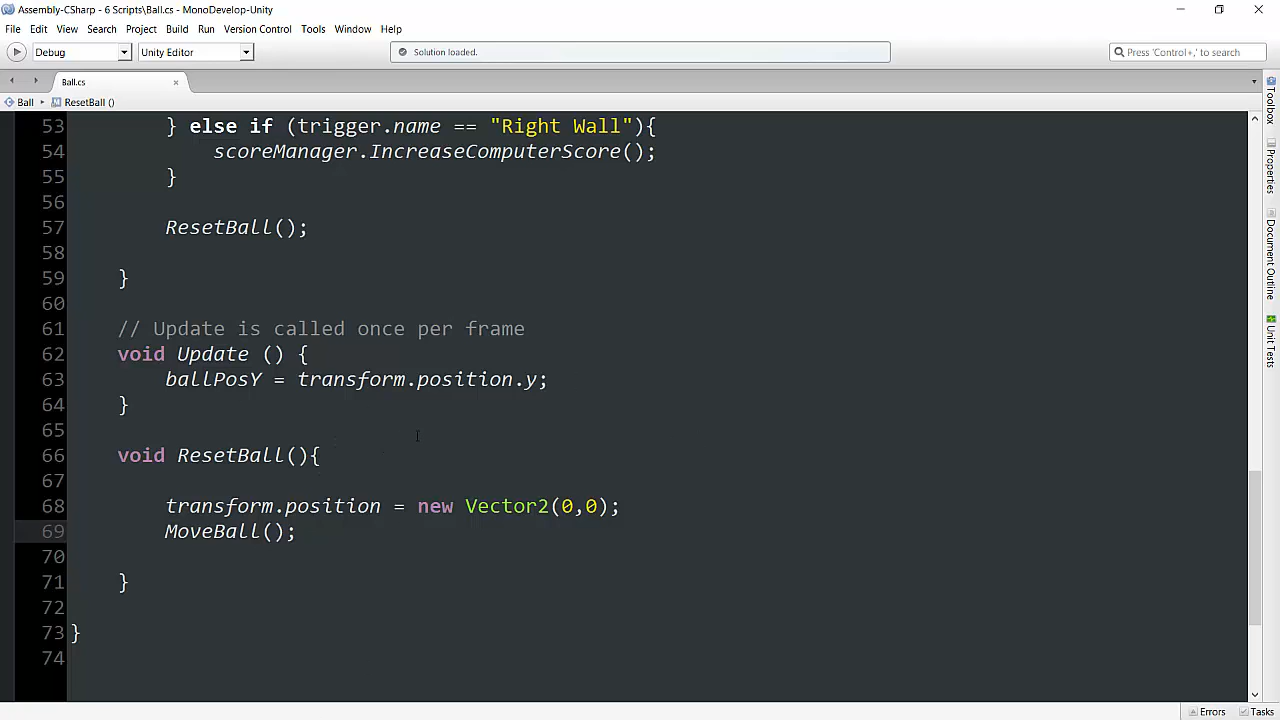 Assembly-CSharp - 6 Scripts\Ball.cs - MonoDevelop-Unity
File Edit View Search Project Build Run Version Control Tools Window Help
Debug Unity Editor Solution loaded. Press 'Control+,' to search
Ball.cs
Ball ResetBall ()
53 } else if (trigger.name == "Right Wall"){
54 scoreManager.IncreaseComputerScore();
55 }
56
57 ResetBall();
58
59 }
60
61 // Update is called once per frame
62 void Update () {
63 ballPosY = transform.position.y;
64 }
65
66 void ResetBall(){
67
68 transform.position = new Vector2(0,0);
69 MoveBall();
70
71 }
72
73 }
74
Toolbox
Properties
Document Outline
Unit Tests
Errors Tasks